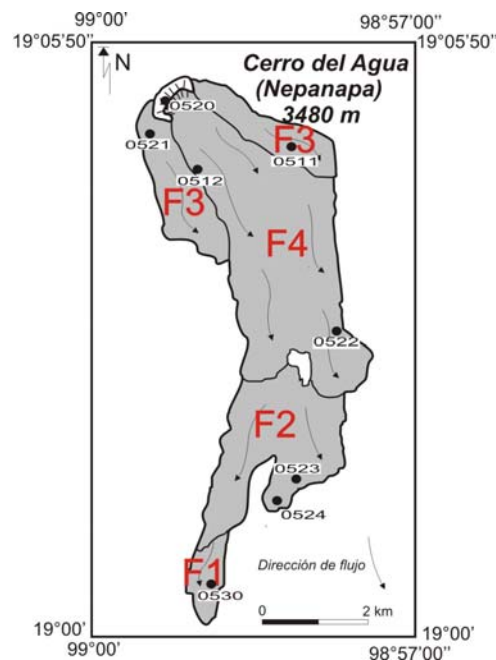 99°00'
98°57'00''
19°05'50'
19°05'50''
N
Cerro del Agua
(Nepanapa)
3480 m
0520
0521
F3
0511
0512
F3
F4
0522
F2
0523
0524
F1
0530
Dirección de flujo
0
2 km
19°00'
19°00'
99°00'
98°57'00''